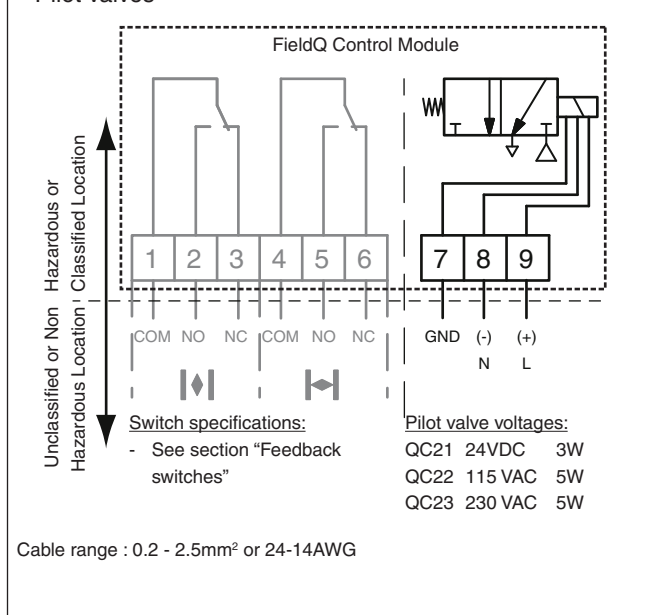 Pilot valves
FieldQ Control Module
Hazardous or
Classified Location
Unclassified or Non
Hazardous Location
1 2 3 4 5 6 7 8 9
COM NO NC COM NO NC GND (-) (+)
N L
Switch specifications:
- See section “Feedback
switches”
Pilot valve voltages:
QC21 24VDC 3W
QC22 115 VAC 5W
QC23 230 VAC 5W
Cable range : 0.2 - 2.5mm² or 24-14AWG